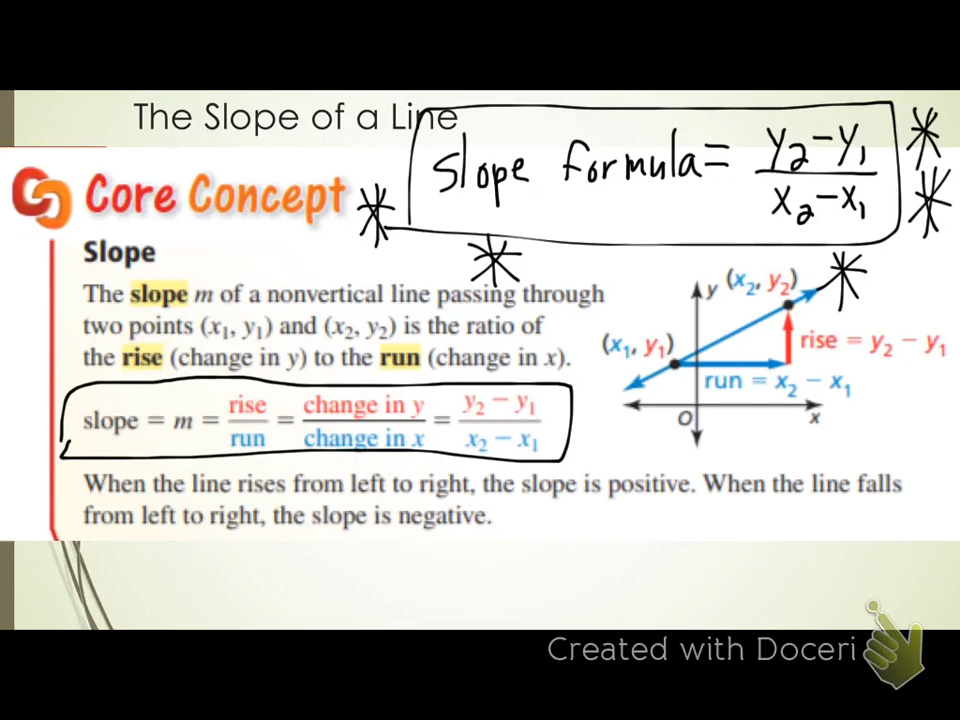 The Slope of a Line
Slope formula = y₂ − y₁ / x₂ − x₁
Core Concept
Slope
The slope m of a nonvertical line passing through
two points (x₁, y₁) and (x₂, y₂) is the ratio of
the rise (change in y) to the run (change in x).
slope = m = rise / run = change in y / change in x = y₂ − y₁ / x₂ − x₁
y
(x₂, y₂)
(x₁, y₁)
rise = y₂ − y₁
run = x₂ − x₁
O
x
When the line rises from left to right, the slope is positive. When the line falls
from left to right, the slope is negative.
Created with Doceri